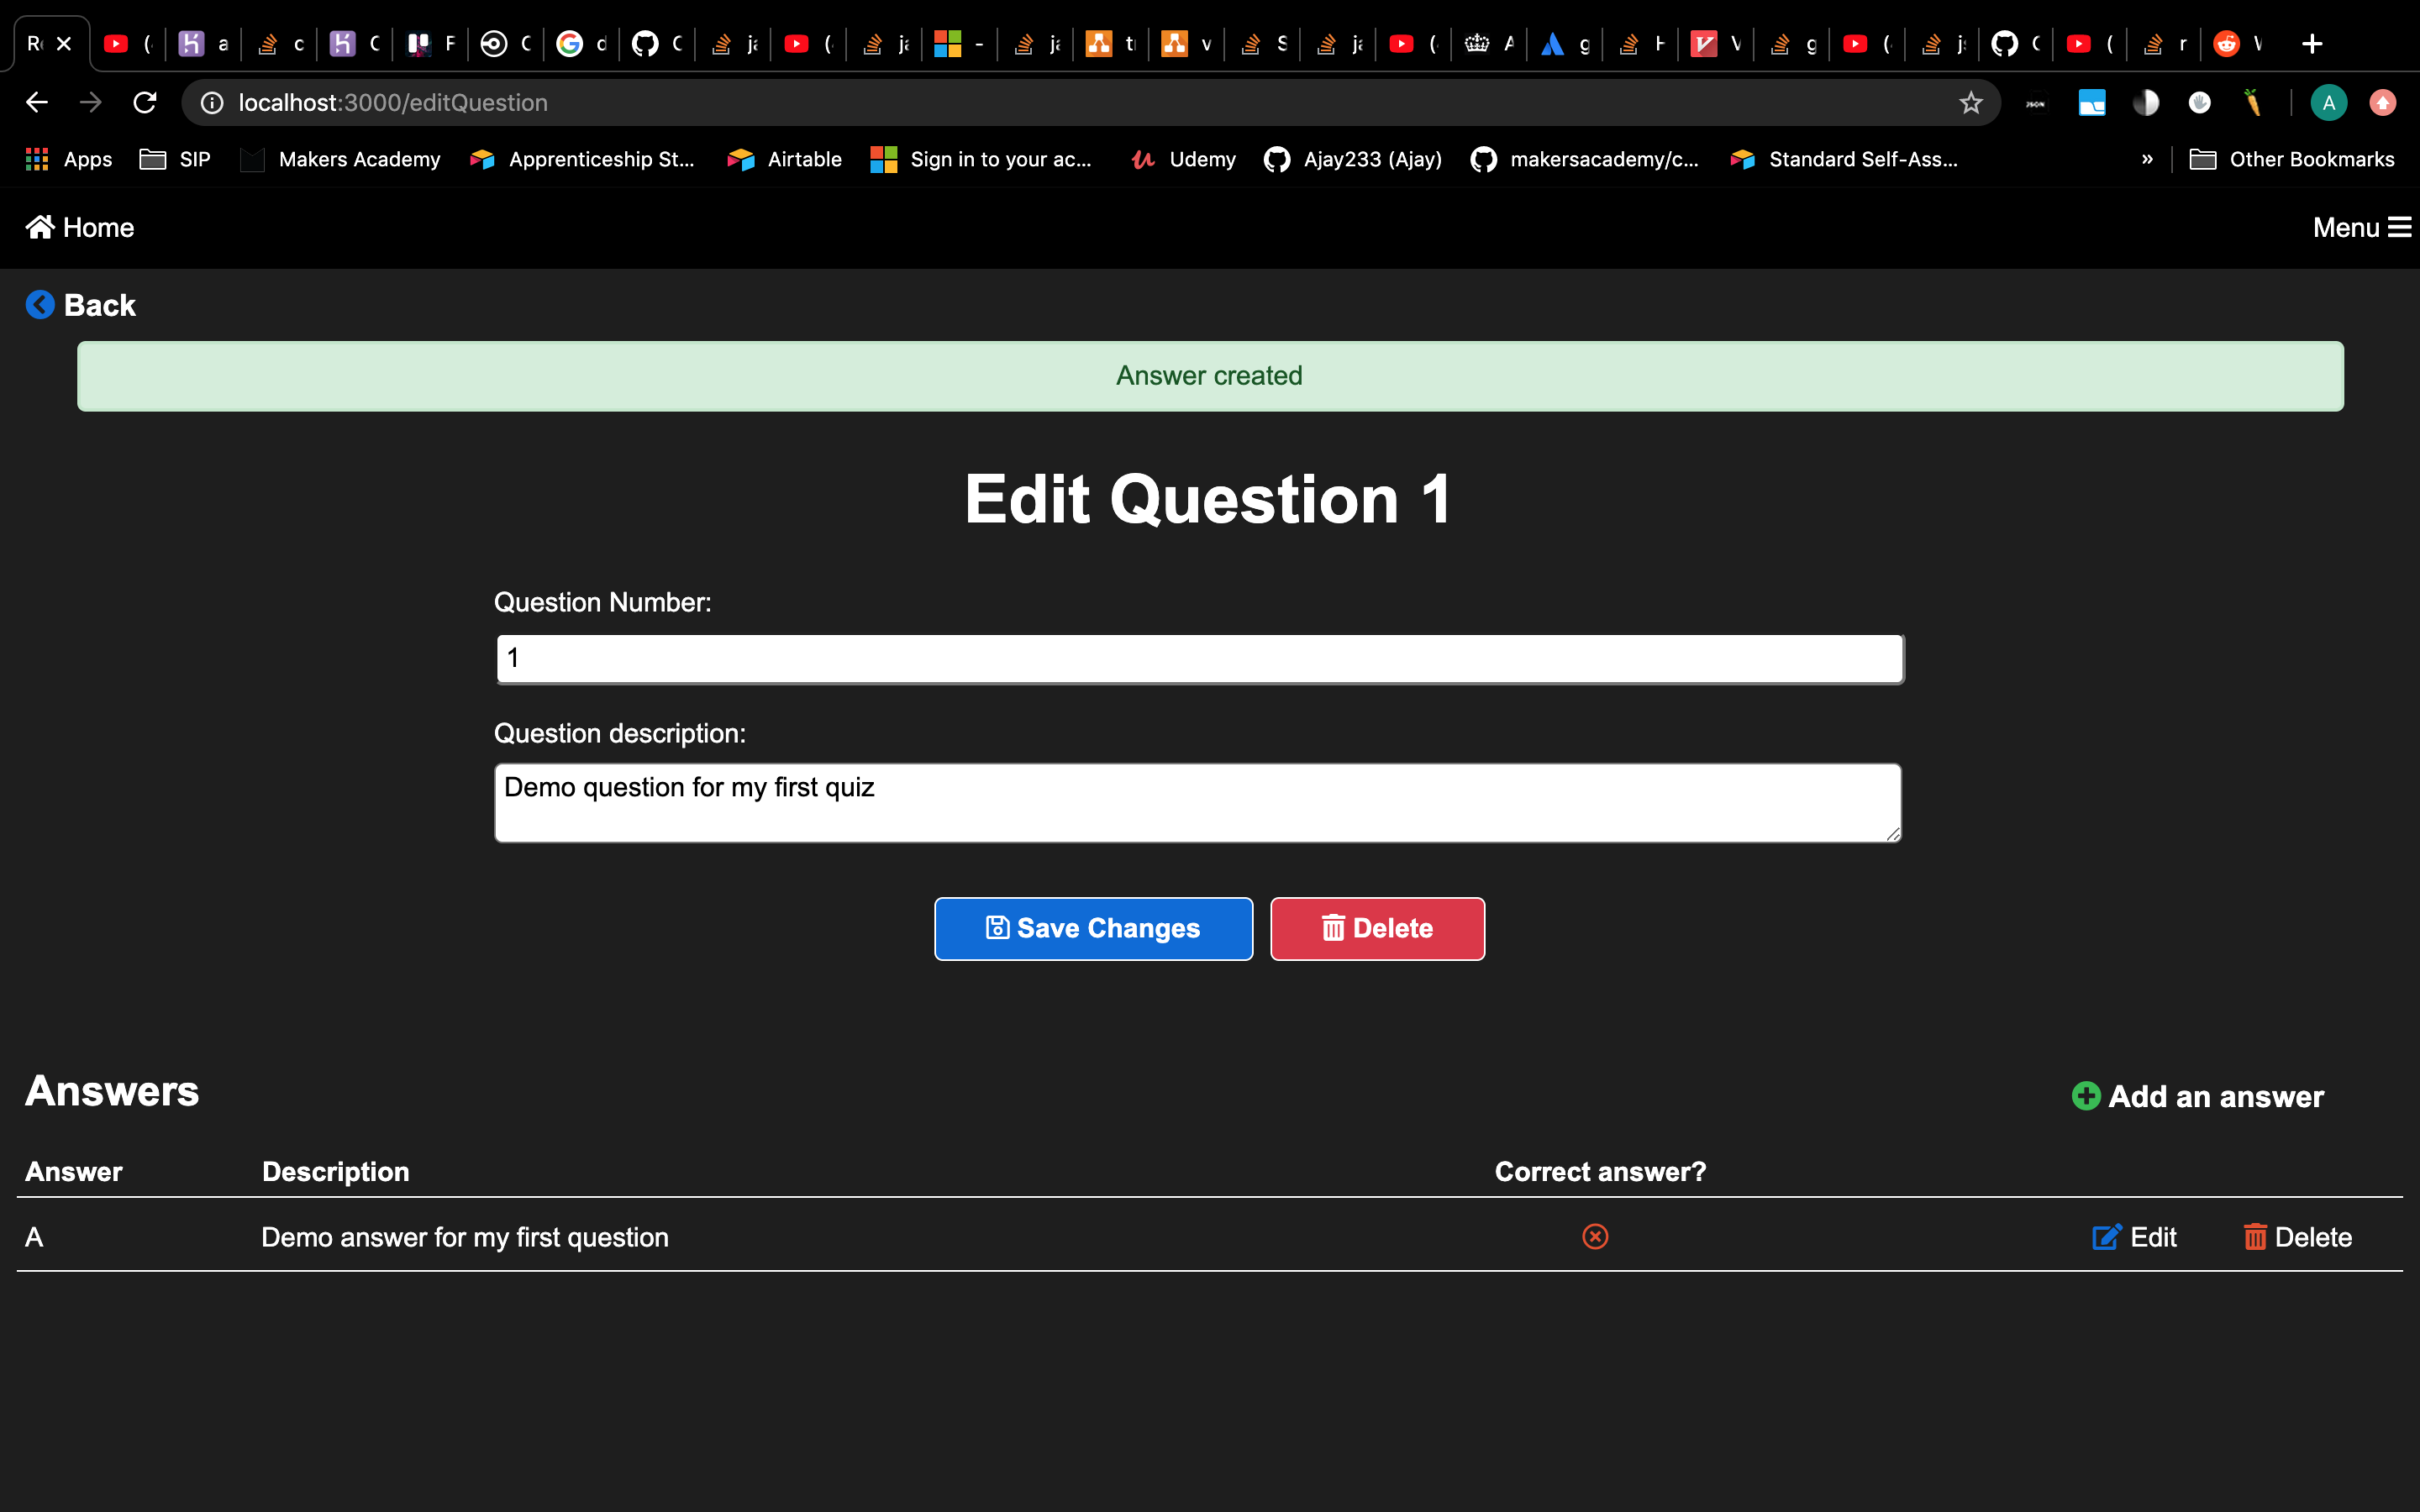 localhost:3000/editQuestion
A
Apps SIP Makers Academy Apprenticeship St... Airtable Sign in to your ac... Udemy Ajay233 (Ajay) makersacademy/c... Standard Self-Ass... » Other Bookmarks
Home Menu
Back
Answer created
Edit Question 1
Question Number:
1
Question description:
Demo question for my first quiz
Save Changes Delete
Answers Add an answer
Answer Description Correct answer?
A Demo answer for my first question Edit Delete